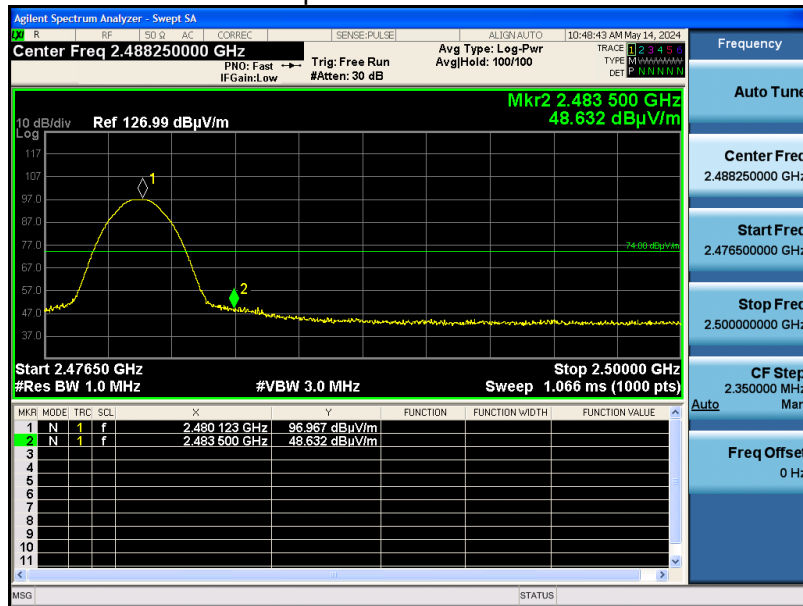 Agilent Spectrum Analyzer - Swept SA
LXI R RF 50 Ω AC CORREC SENSE:PULSE ALIGN AUTO 10:48:43 AM May 14, 2024
Center Freq 2.488250000 GHz
PNO: Fast
IFGain:Low
Trig: Free Run
#Atten: 30 dB
Avg Type: Log-Pwr
Avg|Hold: 100/100
TRACE 1 2 3 4 5 6
TYPE M W W W W W
DET P N N N N N
Mkr2 2.483 500 GHz
48.632 dBµV/m
10 dB/div Ref 126.99 dBµV/m
Log
117
107
97.0
87.0
77.0
67.0
57.0
47.0
37.0
1
2
74.00 dBµV/m
Start 2.47650 GHz Stop 2.50000 GHz
#Res BW 1.0 MHz #VBW 3.0 MHz Sweep 1.066 ms (1000 pts)
MKR MODE TRC SCL X Y FUNCTION FUNCTION WIDTH FUNCTION VALUE
1 N 1 f 2.480 123 GHz 96.967 dBµV/m
2 N 1 f 2.483 500 GHz 48.632 dBµV/m
3
4
5
6
7
8
9
10
11
MSG STATUS
Frequency
Auto Tune
Center Freq
2.488250000 GHz
Start Freq
2.476500000 GHz
Stop Freq
2.500000000 GHz
CF Step
2.350000 MHz
Auto Man
Freq Offset
0 Hz